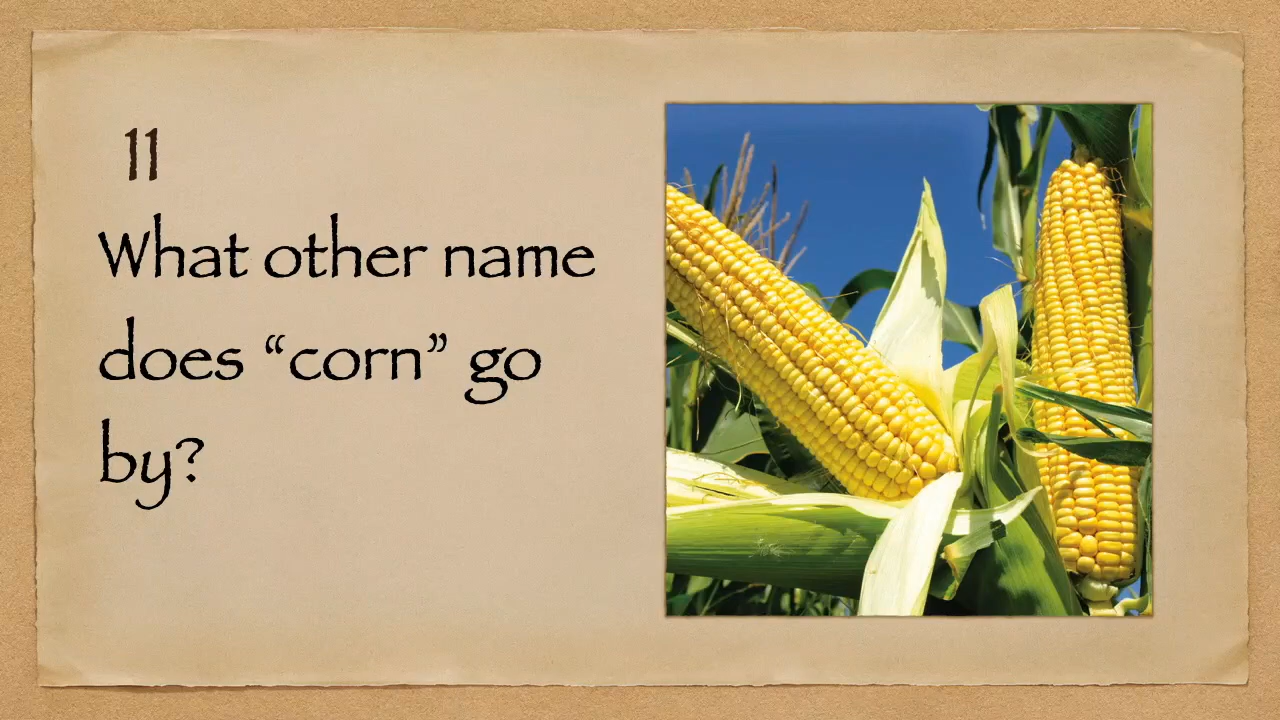 11
What other name
does “corn” go
by?